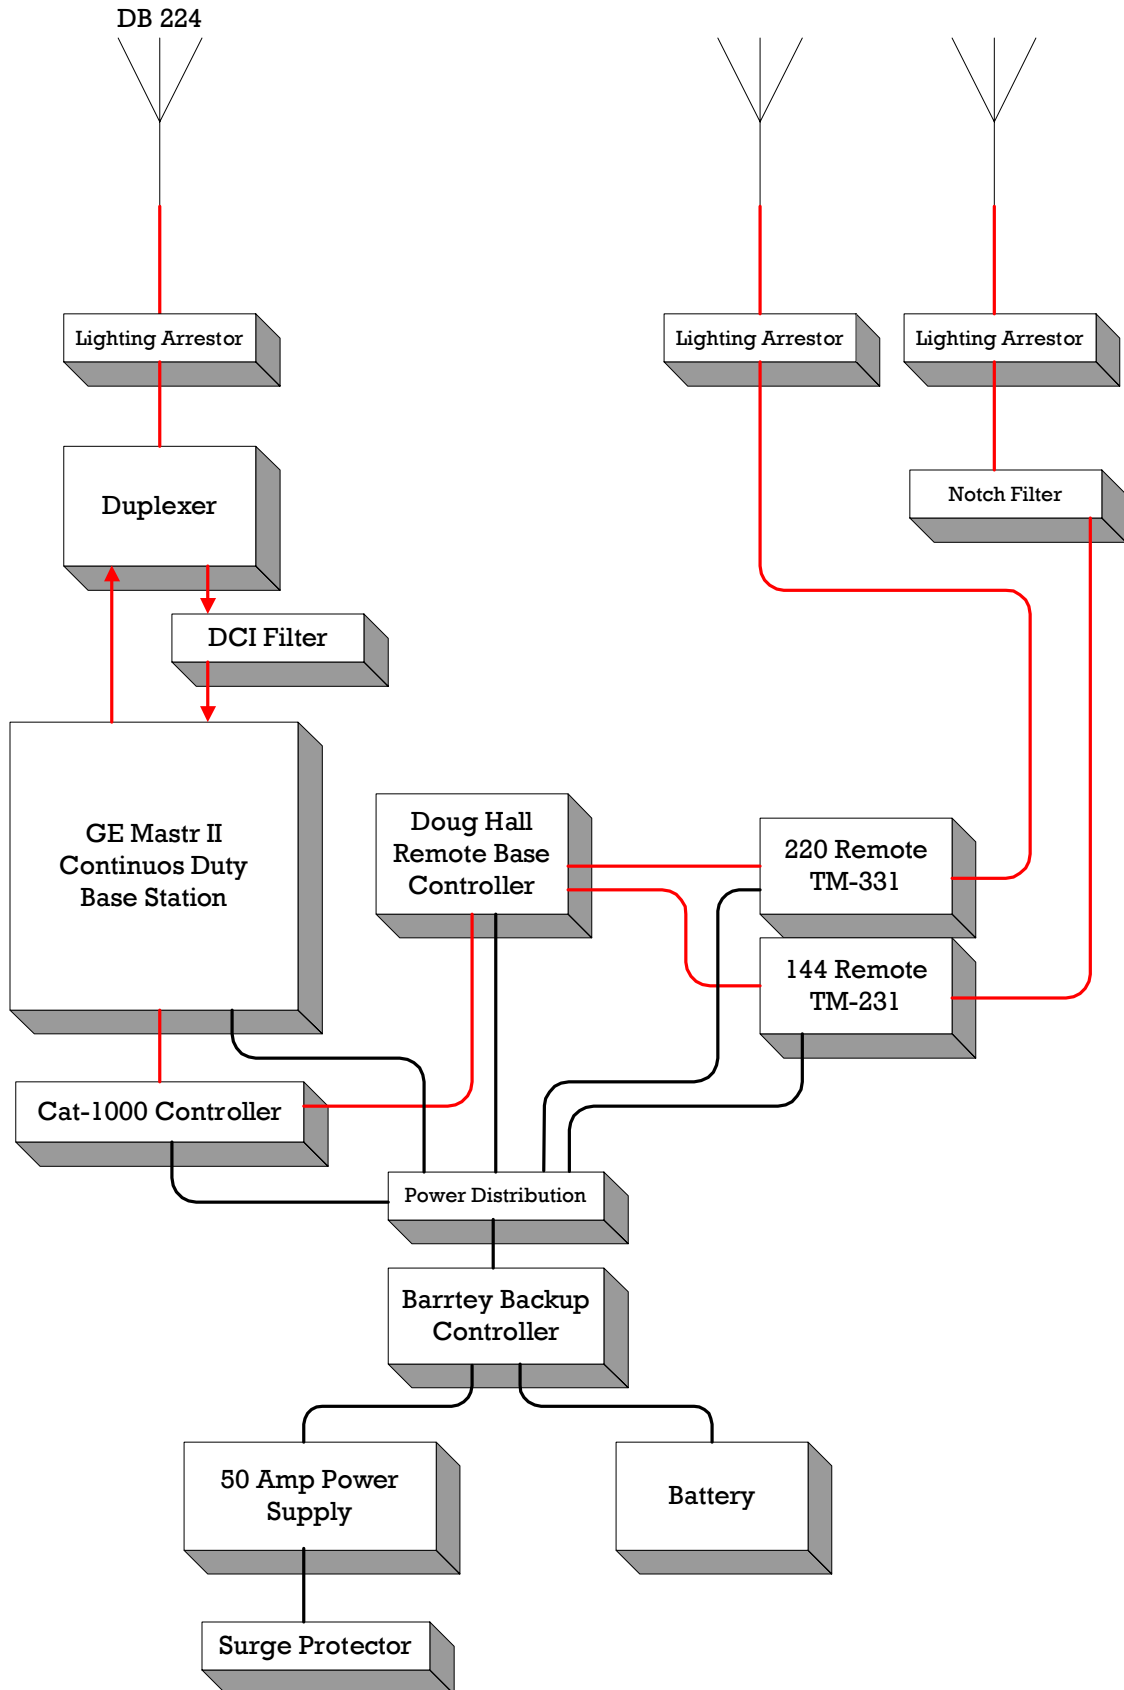 DB 224
Lighting Arrestor
Lighting Arrestor
Lighting Arrestor
Duplexer
Notch Filter
DCI Filter
GE Mastr II
Continuos Duty
Base Station
Doug Hall
Remote Base
Controller
220 Remote
TM-331
144 Remote
TM-231
Cat-1000 Controller
Power Distribution
Barrtey Backup
Controller
50 Amp Power
Supply
Battery
Surge Protector